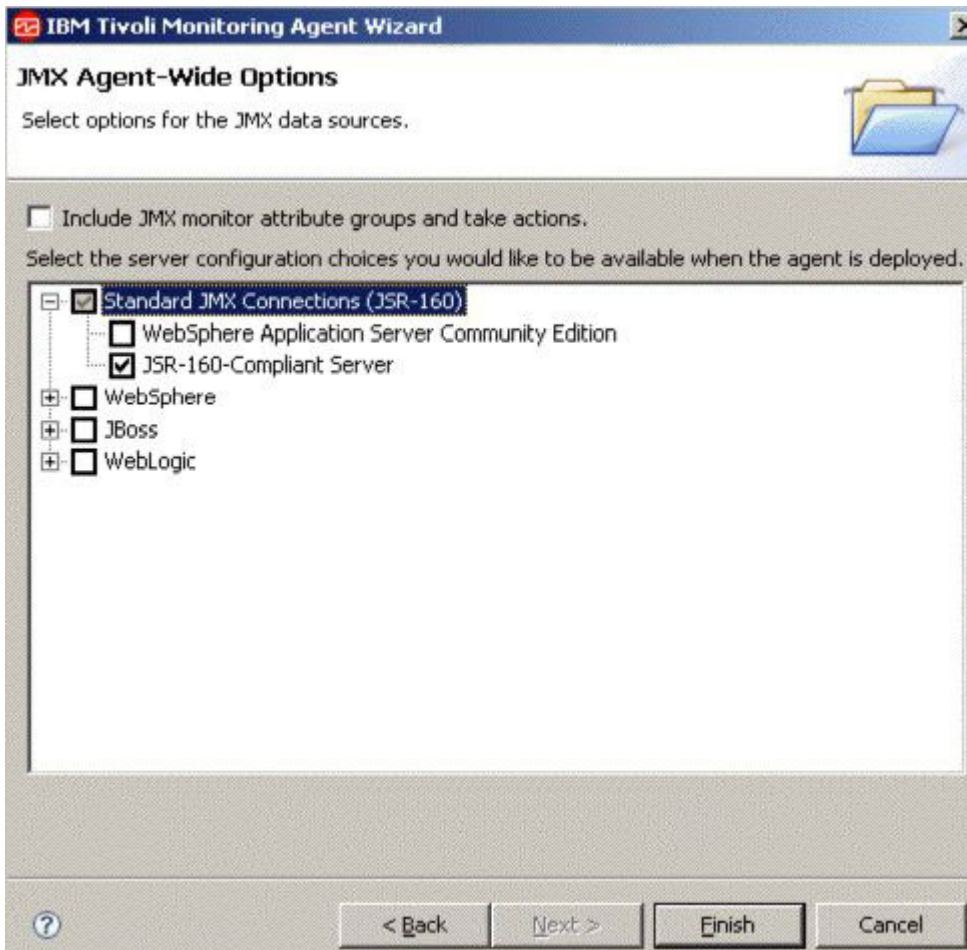 IBM Tivoli Monitoring Agent Wizard
JMX Agent-Wide Options
Select options for the JMX data sources.
Include JMX monitor attribute groups and take actions.
Select the server configuration choices you would like to be available when the agent is deployed.
Standard JMX Connections (JSR-160)
WebSphere Application Server Community Edition
JSR-160-Compliant Server
WebSphere
JBoss
WebLogic
? < Back Next > Finish Cancel